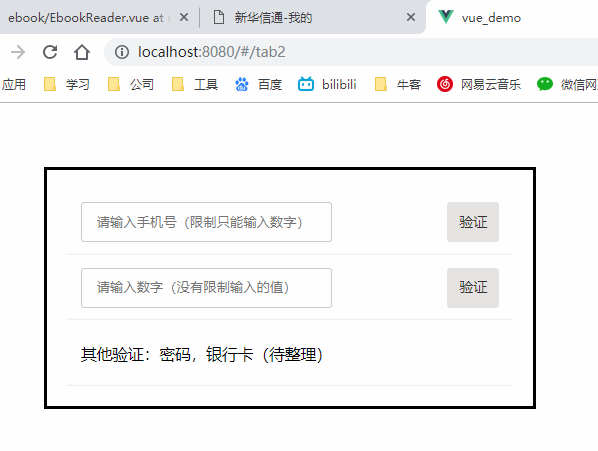 ebook/EbookReader.vue at
新华信通-我的
vue_demo
localhost:8080/#/tab2
应用 学习 公司 工具 百度 bilibili 牛客 网易云音乐 微信网
请输入手机号（限制只能输入数字） 验证
请输入数字（没有限制输入的值） 验证
其他验证：密码，银行卡（待整理）